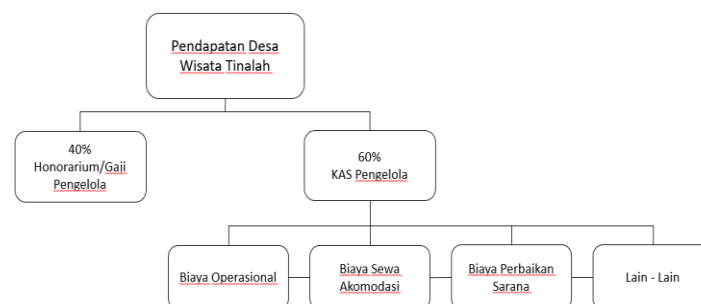 Pendapatan Desa
Wisata Tinalah
40%
Honorarium/Gaji
Pengelola
60%
KAS Pengelola
Biaya Operasional
Biaya Sewa
Akomodasi
Biaya Perbaikan
Sarana
Lain - Lain